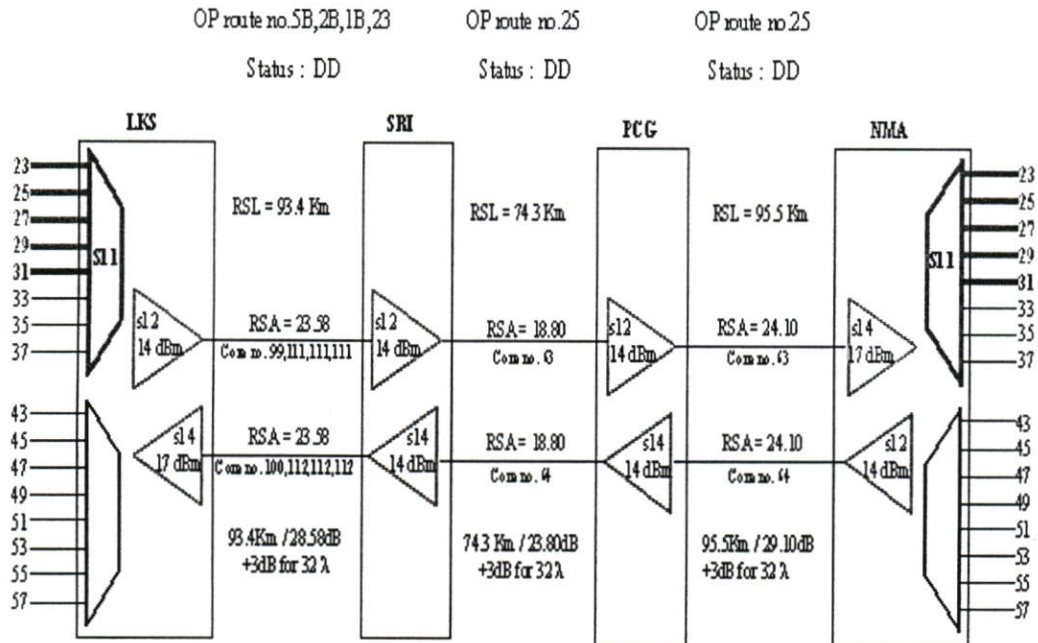 OP route no.5B,2B,1B,23 OP route no.25 OP route no.25
Status : DD Status : DD Status : DD
LKS SRI PCG NMA
23 23
25 RSL = 93.4 Km RSL = 74.3 Km RSL = 95.5 Km 25
27 27
29 S11 S11 29
31 31
33 33
35 s12 RSA = 23.58 s12 RSA = 18.80 s12 RSA = 24.10 s14 35
37 14 dBm Com no. 99,111,111,111 14 dBm Com no. 63 14 dBm Com no. 63 17 dBm 37
43 43
45 s14 RSA = 23.58 s14 RSA = 18.80 s14 RSA = 24.10 s12 45
47 17 dBm Com no. 100,112,112,112 14 dBm Com no. 64 14 dBm Com no. 64 14 dBm 47
49 49
51 51
53 93.4Km / 28.58dB 74.3 Km / 23.80dB 95.5Km / 29.10dB 53
55 +3dB for 32 λ +3dB for 32λ +3dB for 32 λ 55
57 57